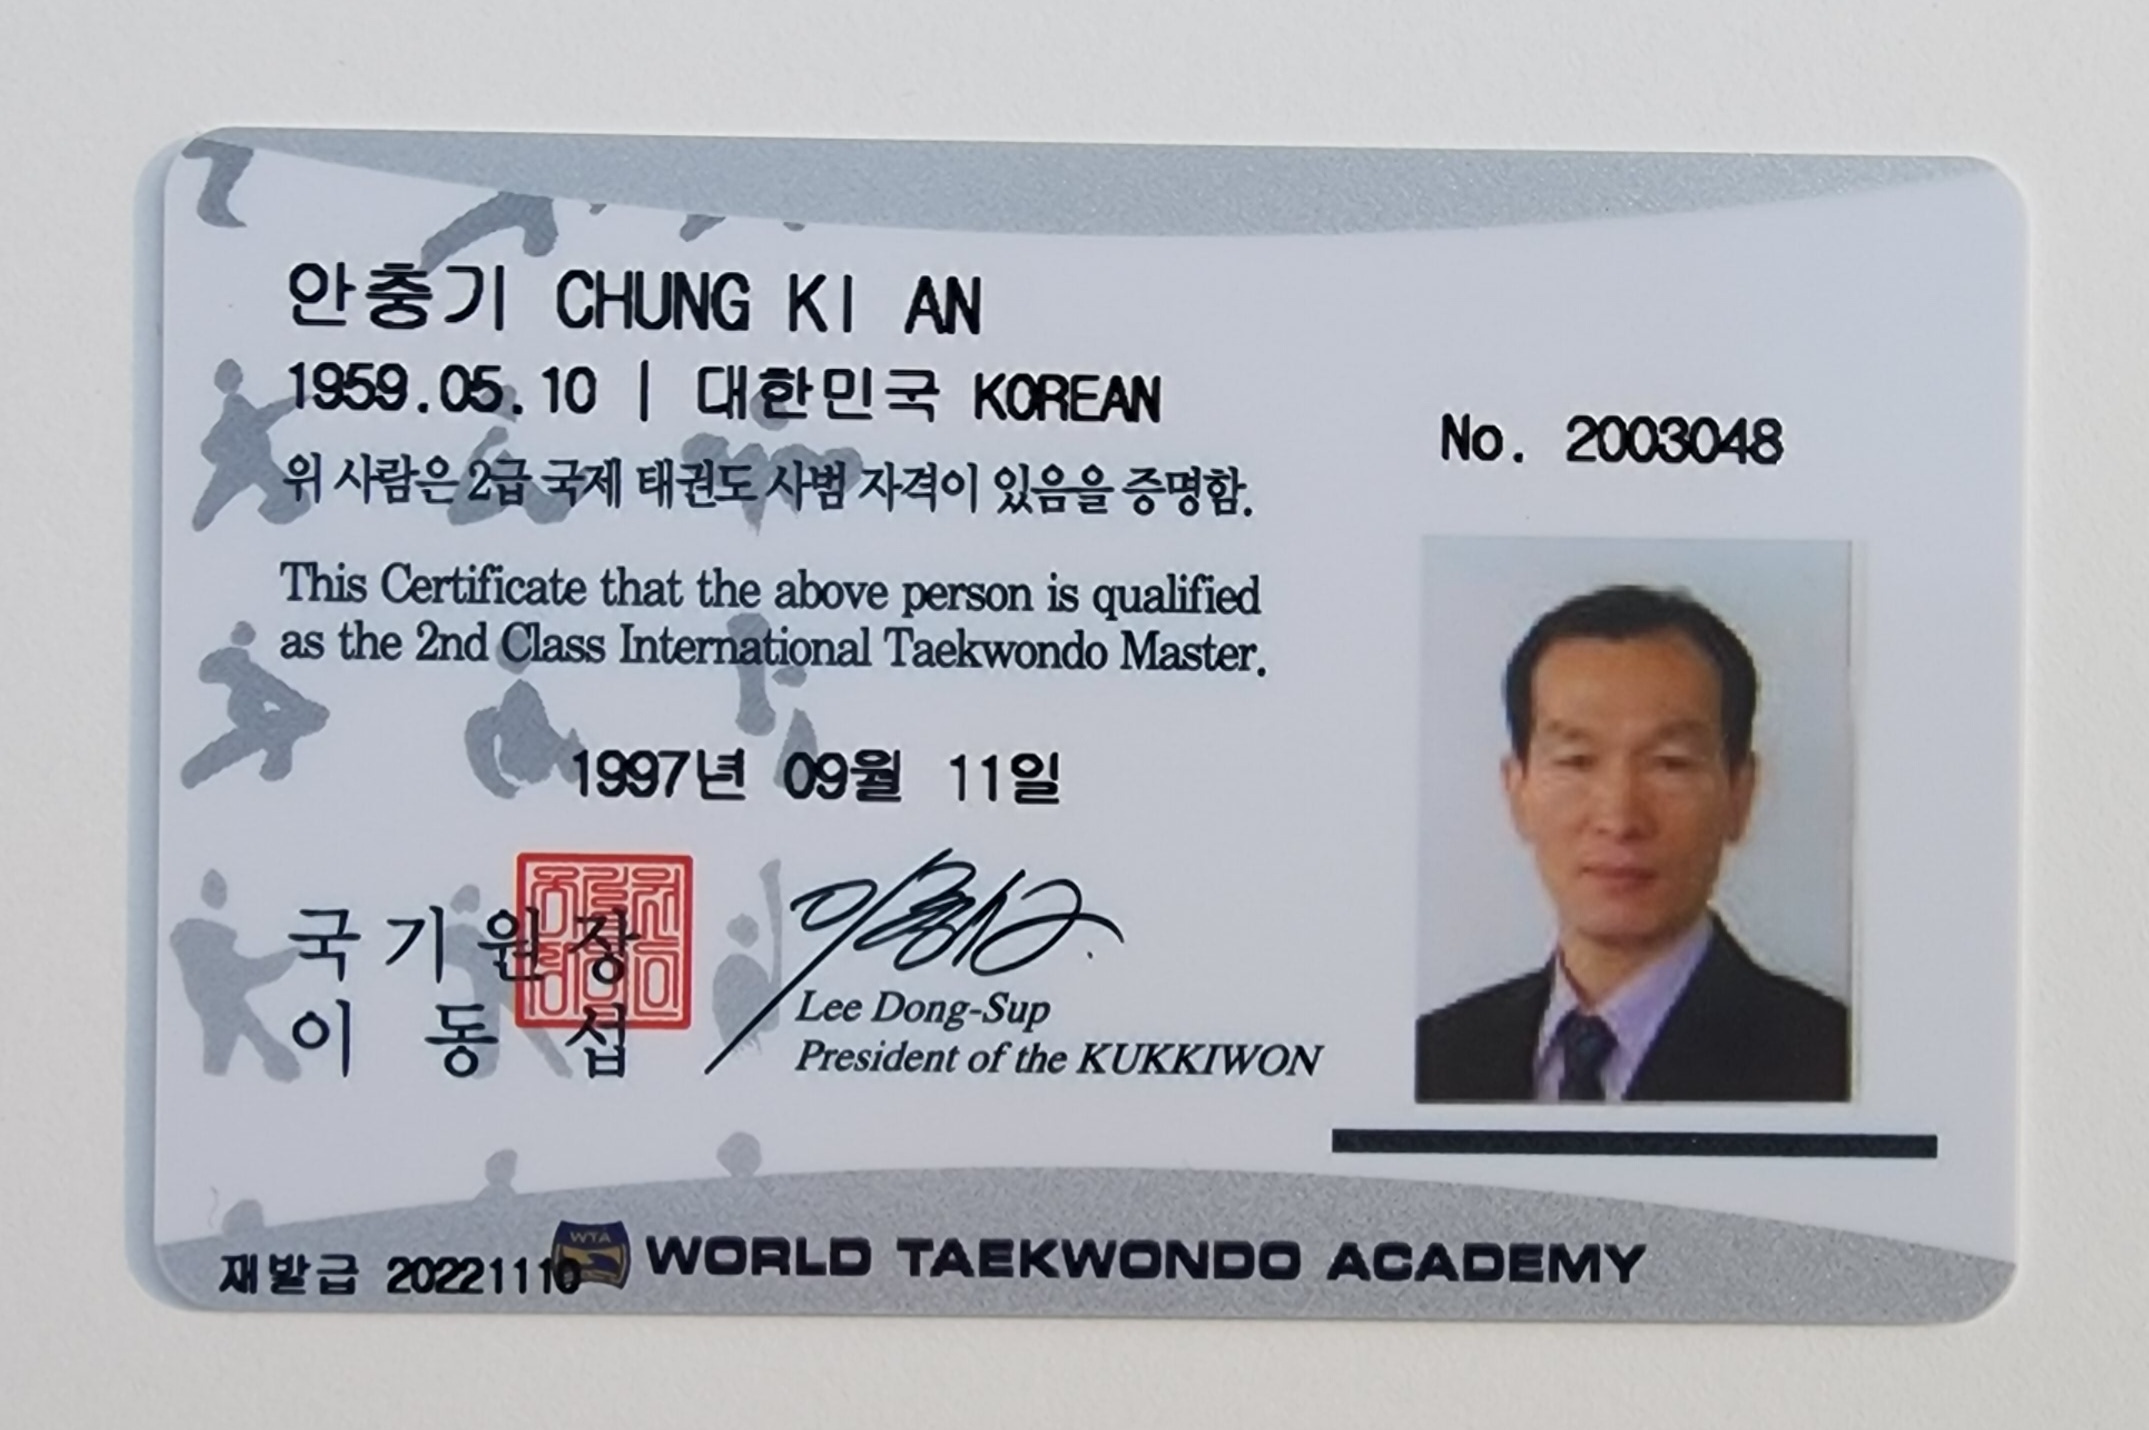 안충기 CHUNG KI AN
1959.05.10 | 대한민국 KOREAN
No. 2003048
위 사람은 2급 국제 태권도 사범 자격이 있음을 증명함.
This Certificate that the above person is qualified
as the 2nd Class International Taekwondo Master.
1997년 09월 11일
국기원장
이동섭
Lee Dong-Sup
President of the KUKKIWON
재발급 20221110
WTA
WORLD TAEKWONDO ACADEMY